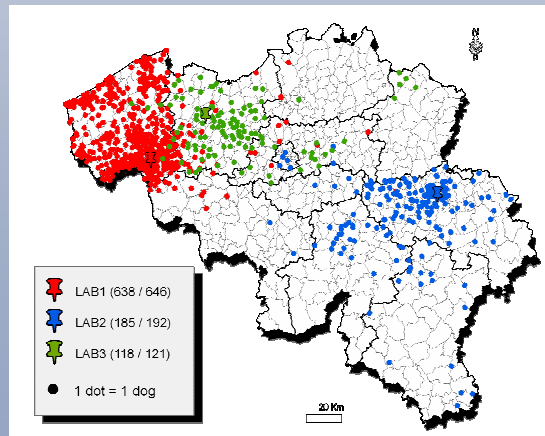 N
LAB1 (638 / 646)
LAB2 (185 / 192)
LAB3 (118 / 121)
1 dot = 1 dog
20 Km